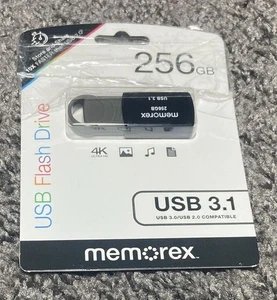 256GB
USB 3.1
256GB
memorex
USB Flash Drive
4K
USB 3.1
USB 3.0/USB 2.0 COMPATIBLE
memorex